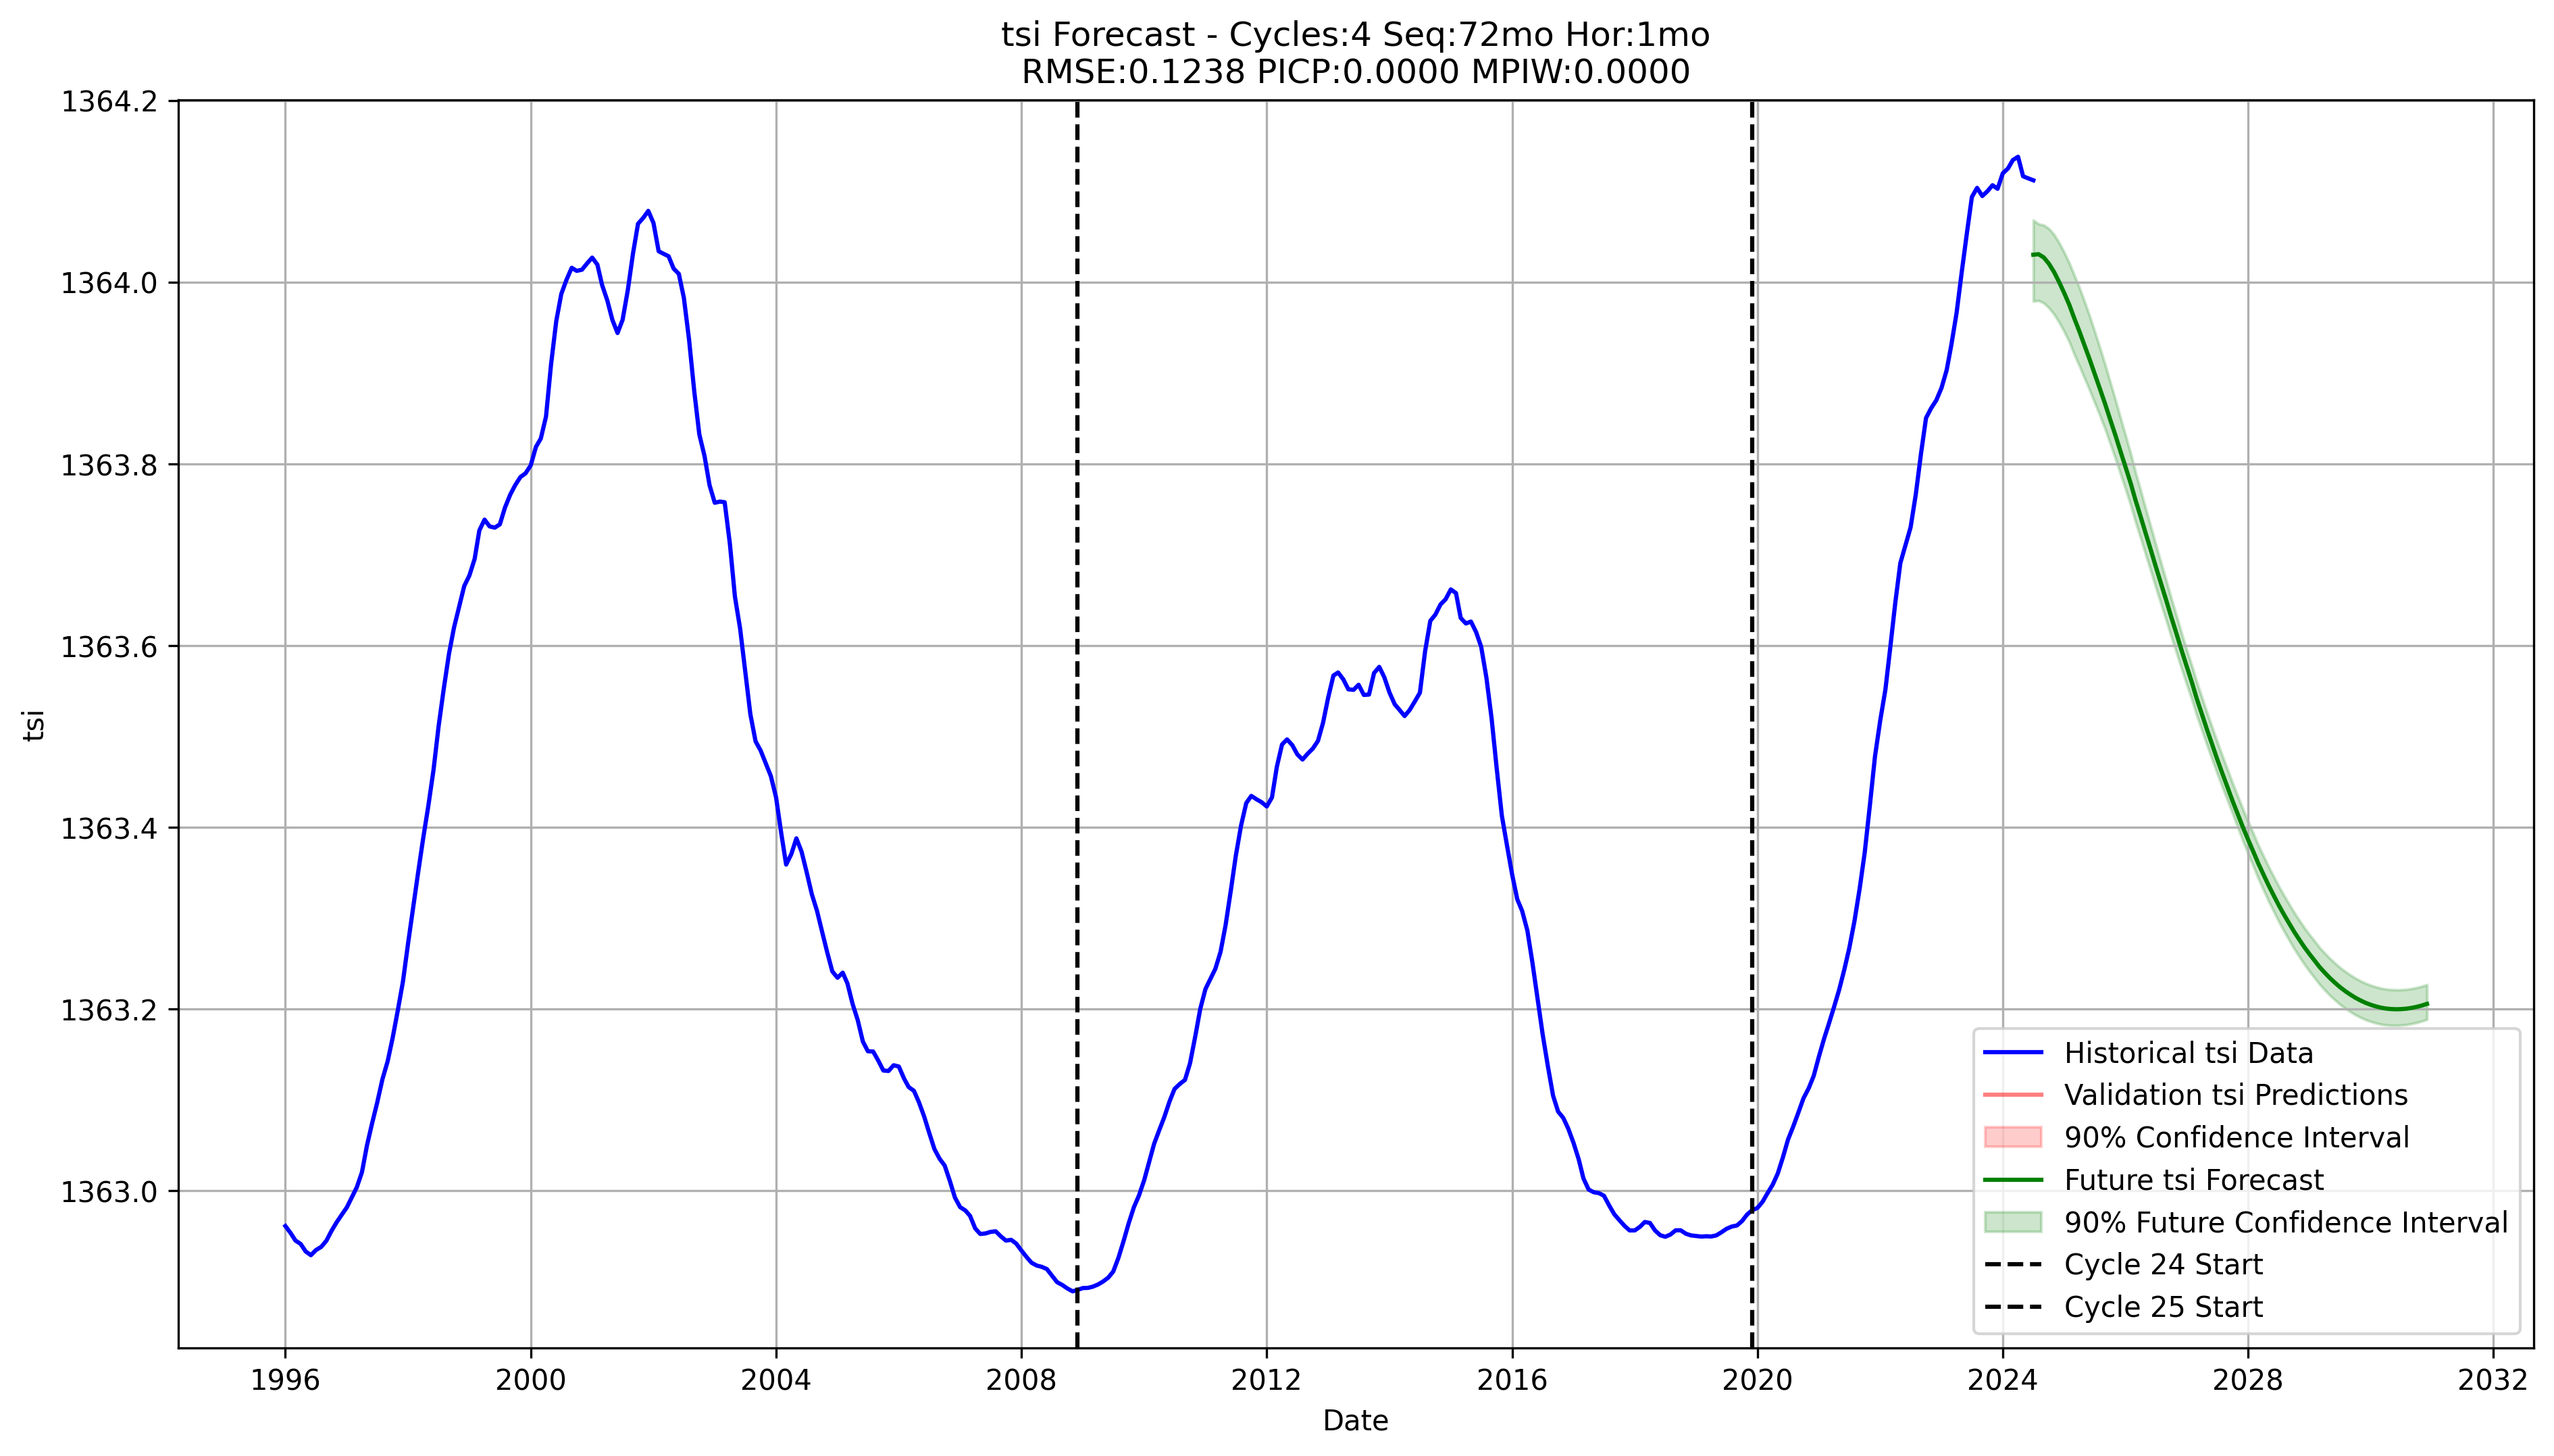 tsi Forecast - Cycles:4 Seq:72mo Hor:1mo
RMSE:0.1238 PICP:0.0000 MPIW:0.0000
1364.2
1364.0
1363.8
1363.6
1363.4
1363.2
1363.0
tsi
1996 2000 2004 2008 2012 2016 2020 2024 2028 2032
Date
Historical tsi Data
Validation tsi Predictions
90% Confidence Interval
Future tsi Forecast
90% Future Confidence Interval
Cycle 24 Start
Cycle 25 Start